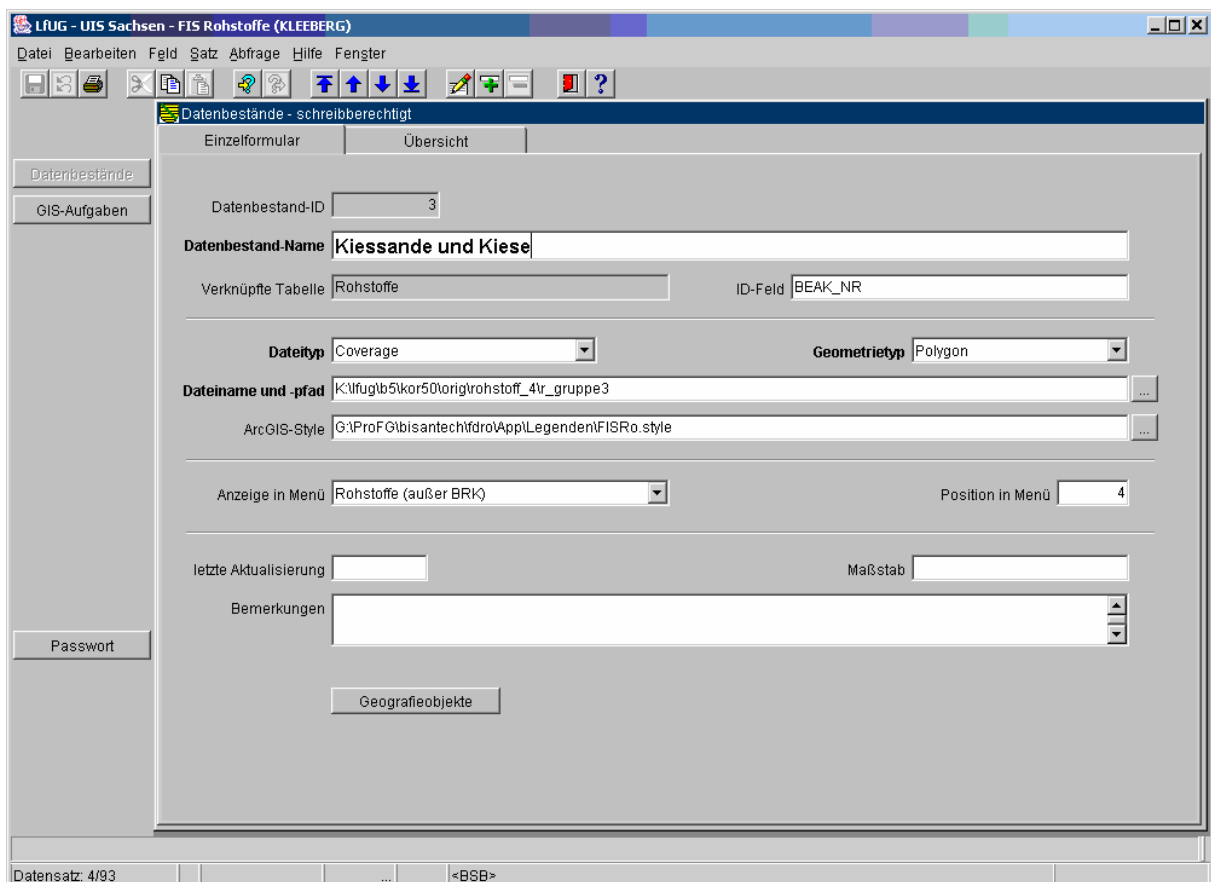 LfUG - UIS Sachsen - FIS Rohstoffe (KLEEBERG)
Datei Bearbeiten Feld Satz Abfrage Hilfe Fenster
Datenbestände - schreibberechtigt
Einzelformular Übersicht
Datenbestände
GIS-Aufgaben
Datenbestand-ID 3
Datenbestand-Name Kiessande und Kiese
Verknüpfte Tabelle Rohstoffe ID-Feld BEAK_NR
Dateityp Coverage Geometrietyp Polygon
Dateiname und -pfad K:\lfug\b5\kor50\orig\rohstoff_4\r_gruppe3 ...
ArcGIS-Style G:\ProFG\bisantech\fdro\App\Legenden\FISRo.style ...
Anzeige in Menü Rohstoffe (außer BRK) Position in Menü 4
letzte Aktualisierung Maßstab
Bemerkungen
Passwort
Geografieobjekte
Datensatz: 4/93 ... <BSB>